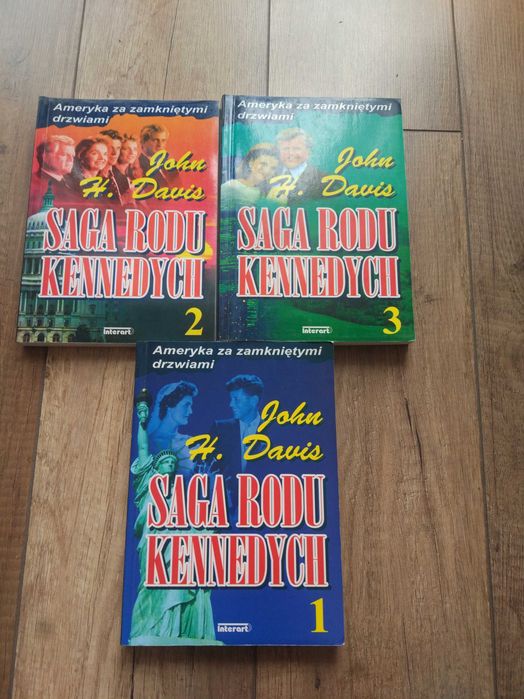 Ameryka za zamkniętymi
drzwiami
John
H. Davis
SAGA RODU
KENNEDYCH
2
Interart
Ameryka za zamkniętymi
drzwiami
John
H. Davis
SAGA RODU
KENNEDYCH
3
Interart
Ameryka za zamkniętymi
drzwiami
John
H. Davis
SAGA RODU
KENNEDYCH
1
Interart